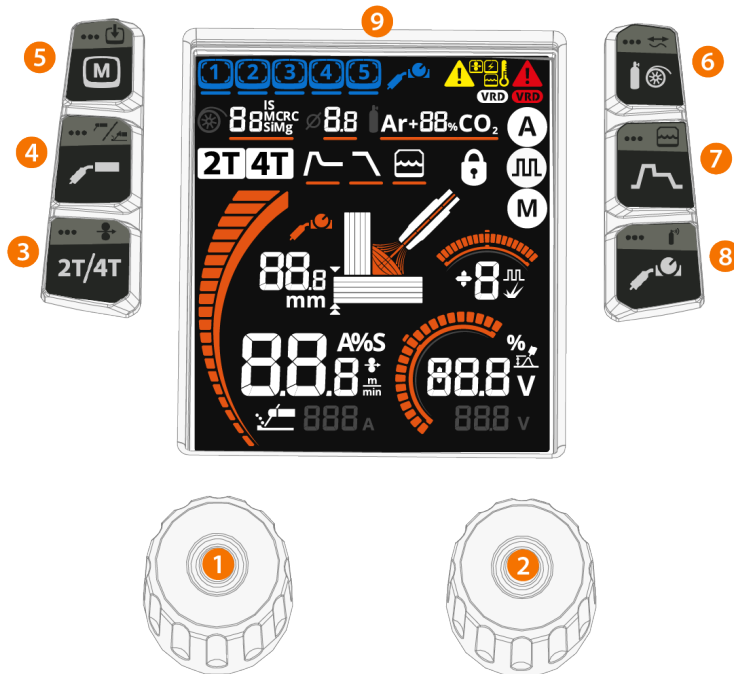 9
5
M
4
3
2T/4T
6
7
8
1 2 3 4 5
VRD VRD
88 IS MCRC SiMg ø8.8 Ar+88%CO₂ A
2T 4T
M
88.8
mm
+8
88.8 A%S
m/min
888 A
%
88.8 V
88.8 V
1
2